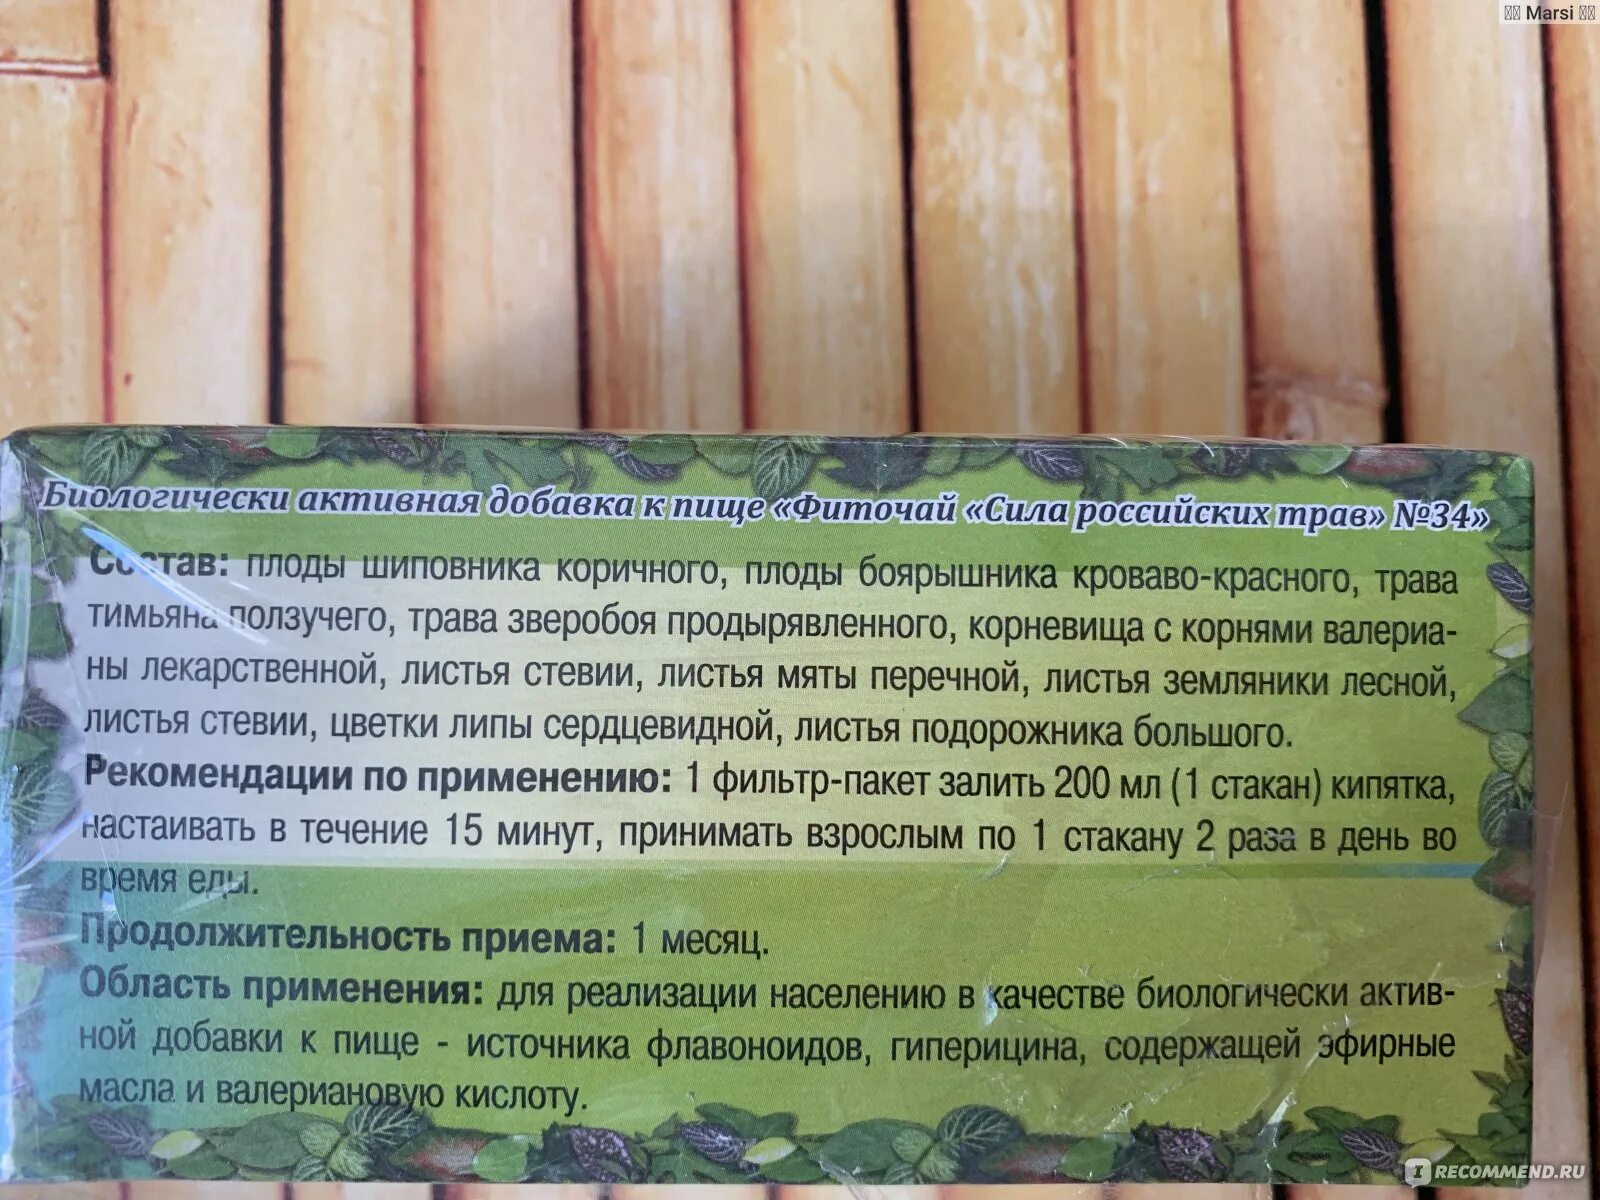 Marsi
Биологически активная добавка к пище «Фиточай «Сила российских трав» №34»
Состав: плоды шиповника коричного, плоды боярышника кроваво-красного, трава
тимьяна ползучего, трава зверобоя продырявленного, корневища с корнями валериа-
ны лекарственной, листья стевии, листья мяты перечной, листья земляники лесной,
листья стевии, цветки липы сердцевидной, листья подорожника большого.
Рекомендации по применению: 1 фильтр-пакет залить 200 мл (1 стакан) кипятка,
настаивать в течение 15 минут, принимать взрослым по 1 стакану 2 раза в день во
время еды.
Продолжительность приема: 1 месяц.
Область применения: для реализации населению в качестве биологически актив-
ной добавки к пище - источника флавоноидов, гиперицина, содержащей эфирные
масла и валериановую кислоту.
RECOMMEND.RU